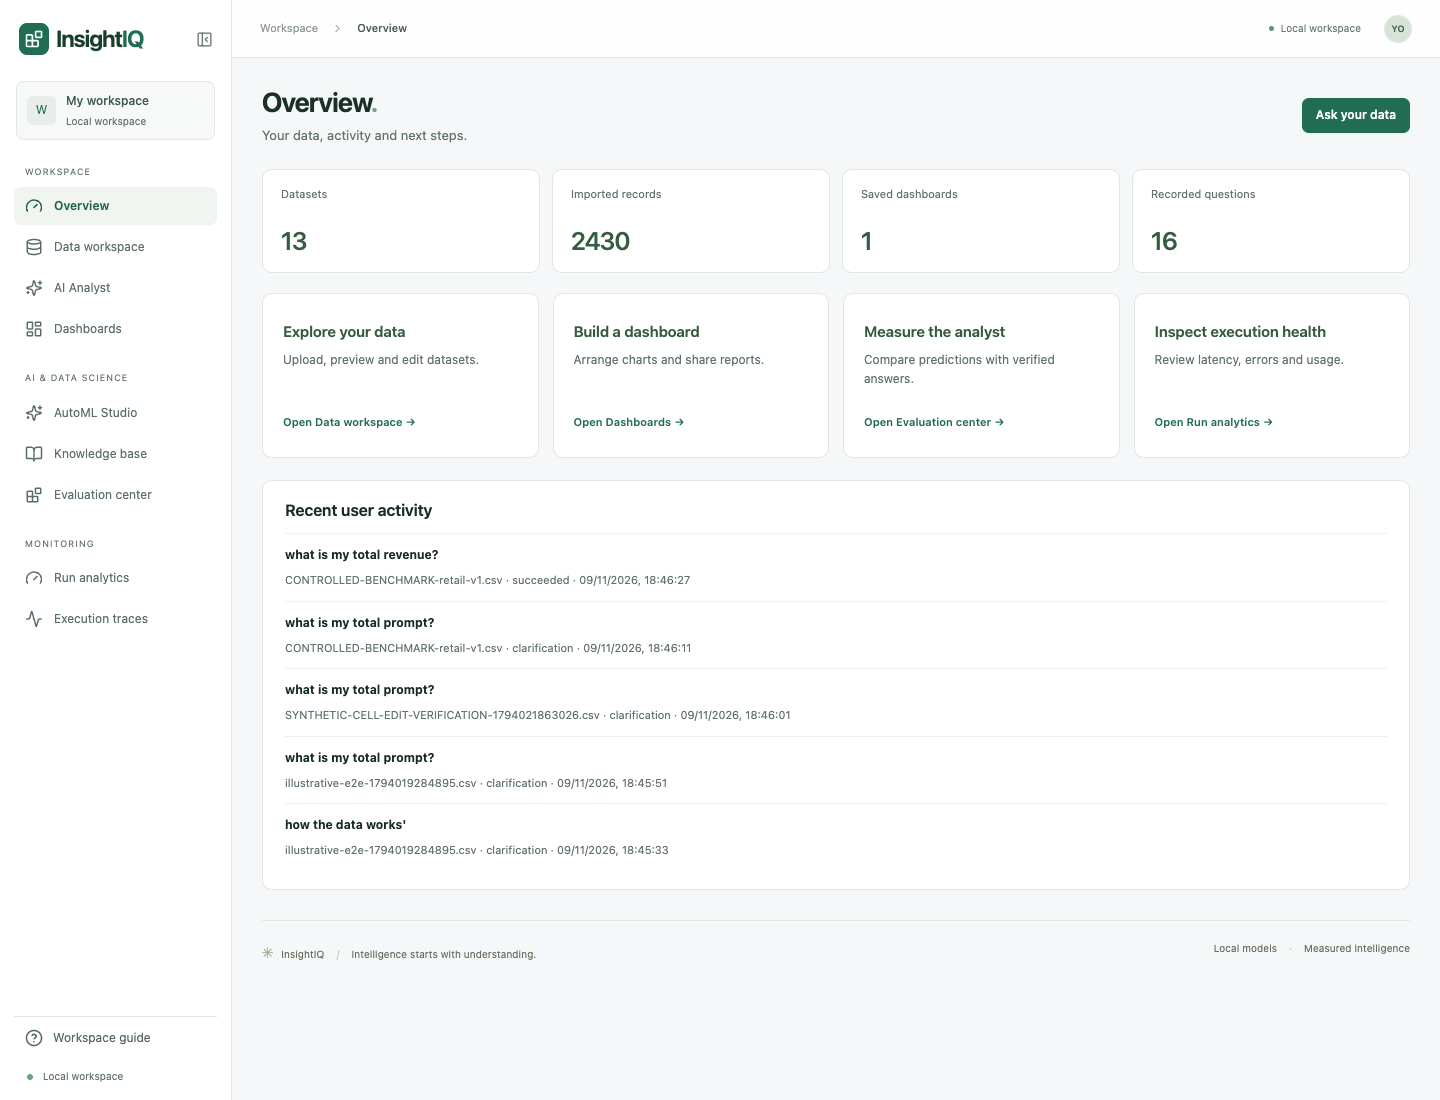 InsightIQ
W
My workspace
Local workspace
WORKSPACE
Overview
Data workspace
AI Analyst
Dashboards
AI & DATA SCIENCE
AutoML Studio
Knowledge base
Evaluation center
MONITORING
Run analytics
Execution traces
Workspace guide
Local workspace
Workspace > Overview
Local workspace
YO
Overview.
Your data, activity and next steps.
Ask your data
Datasets
13
Imported records
2430
Saved dashboards
1
Recorded questions
16
Explore your data
Upload, preview and edit datasets.
Open Data workspace →
Build a dashboard
Arrange charts and share reports.
Open Dashboards →
Measure the analyst
Compare predictions with verified
answers.
Open Evaluation center →
Inspect execution health
Review latency, errors and usage.
Open Run analytics →
Recent user activity
what is my total revenue?
CONTROLLED-BENCHMARK-retail-v1.csv · succeeded · 09/11/2026, 18:46:27
what is my total prompt?
CONTROLLED-BENCHMARK-retail-v1.csv · clarification · 09/11/2026, 18:46:11
what is my total prompt?
SYNTHETIC-CELL-EDIT-VERIFICATION-1794021863026.csv · clarification · 09/11/2026, 18:46:01
what is my total prompt?
illustrative-e2e-1794019284895.csv · clarification · 09/11/2026, 18:45:51
how the data works'
illustrative-e2e-1794019284895.csv · clarification · 09/11/2026, 18:45:33
InsightIQ / Intelligence starts with understanding.
Local models · Measured intelligence